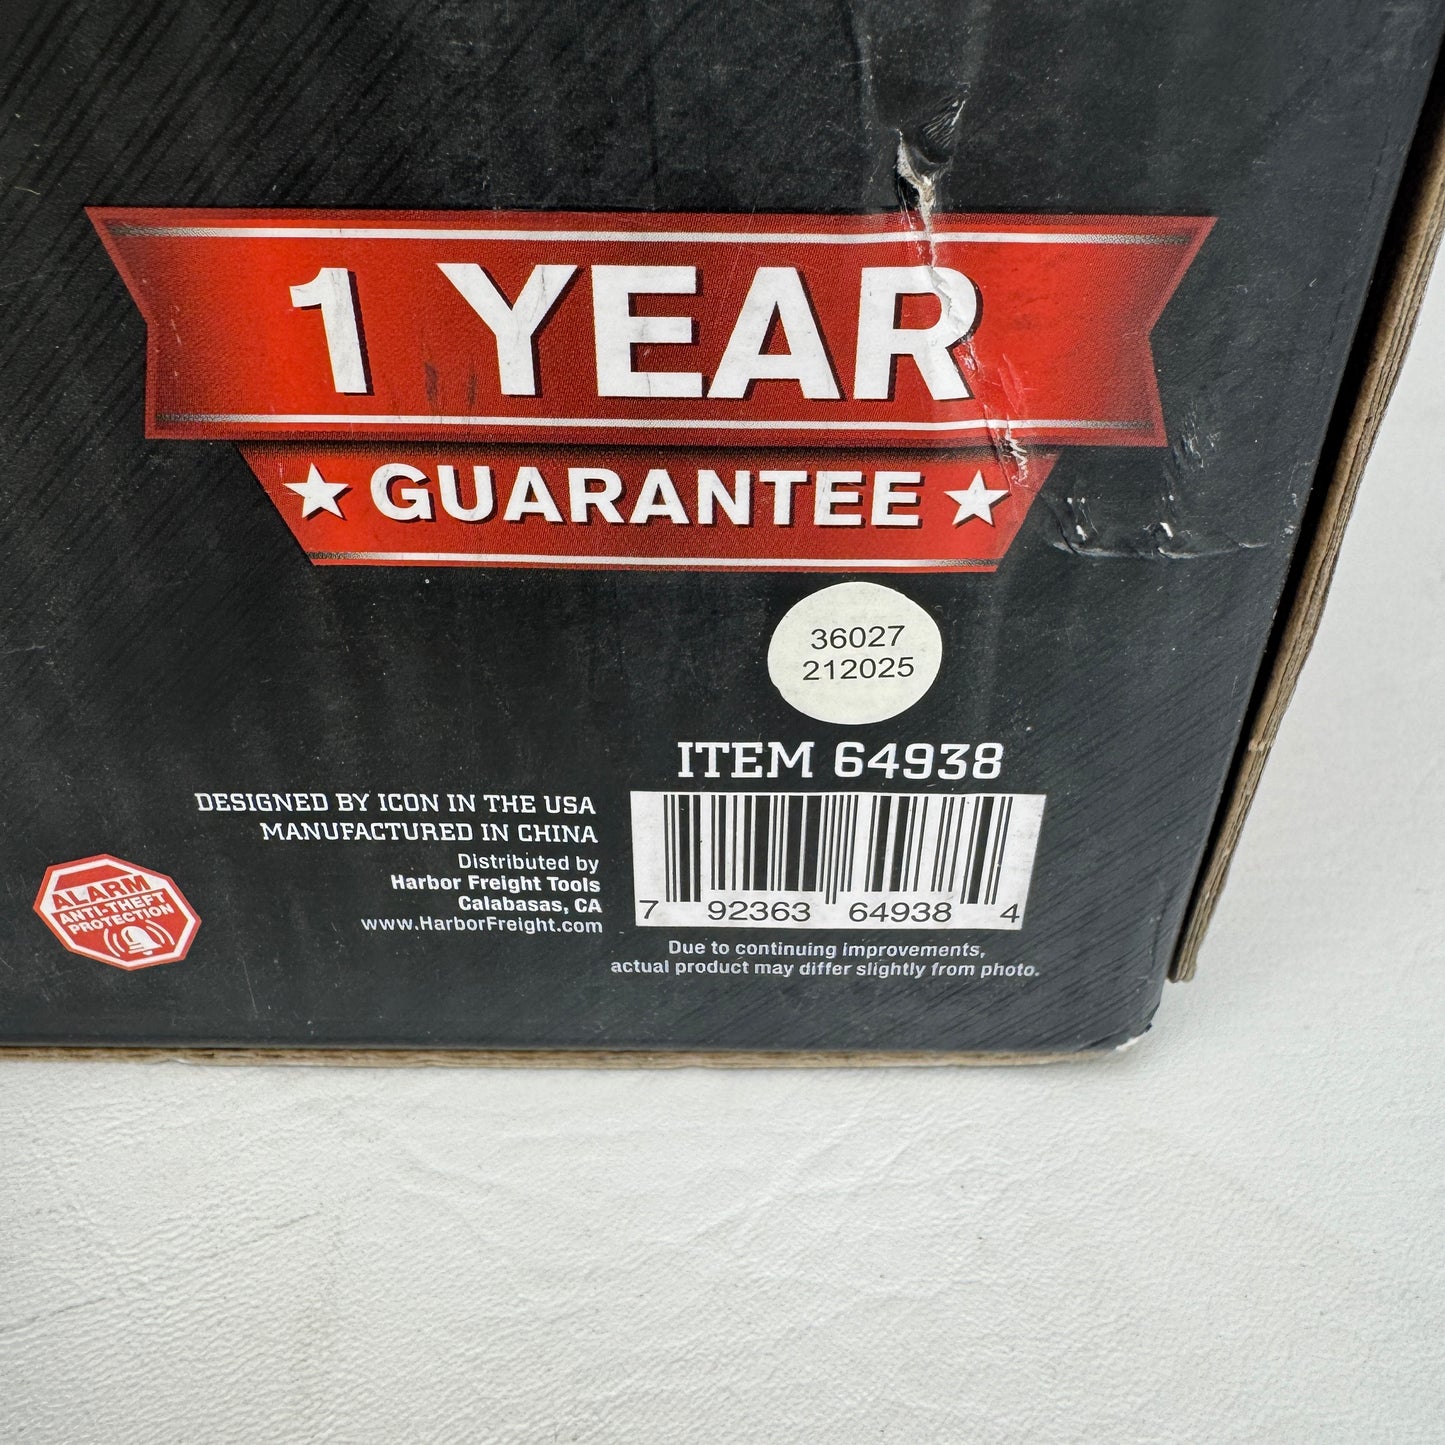 1 YEAR
GUARANTEE
36027
212025
ITEM 64938
DESIGNED BY ICON IN THE USA
MANUFACTURED IN CHINA
Distributed by
Harbor Freight Tools
Calabasas, CA
www.HarborFreight.com
ALARM
ANTI-THEFT
PROTECTION
7 92363 64938 4
Due to continuing improvements,
actual product may differ slightly from photo.